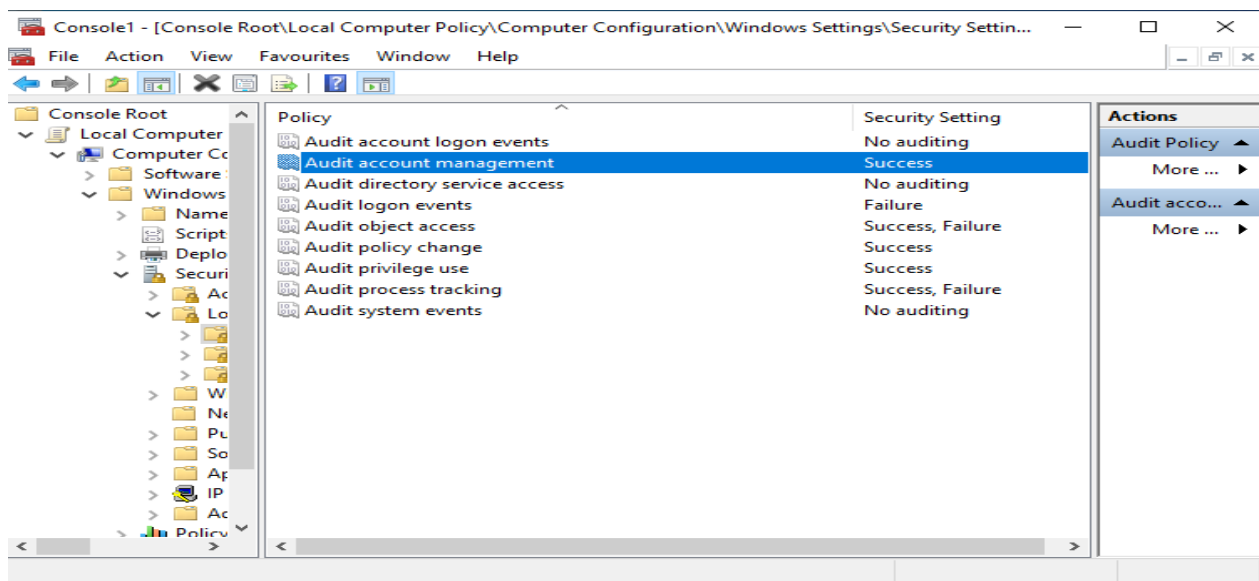 Console1 - [Console Root\Local Computer Policy\Computer Configuration\Windows Settings\Security Settin...
File Action View Favourites Window Help
Console Root
Local Computer
Computer Cc
Software
Windows
Name
Script
Deplo
Securi
Ac
Lo
W
Ne
Pu
So
Ap
IP
Ac
Policy
Policy Security Setting
Audit account logon events No auditing
Audit account management Success
Audit directory service access No auditing
Audit logon events Failure
Audit object access Success, Failure
Audit policy change Success
Audit privilege use Success
Audit process tracking Success, Failure
Audit system events No auditing
Actions
Audit Policy
More ...
Audit acco...
More ...